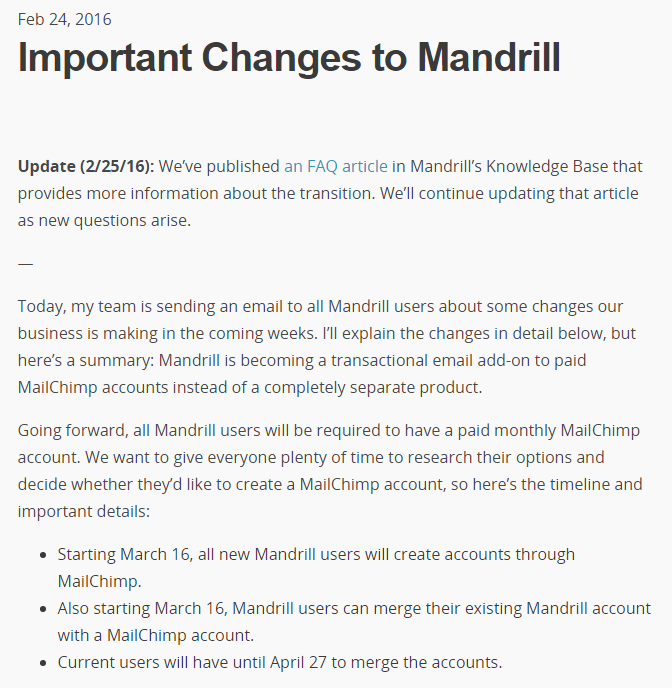 Feb 24, 2016
Important Changes to Mandrill
Update (2/25/16): We’ve published an FAQ article in Mandrill’s Knowledge Base that
provides more information about the transition. We’ll continue updating that article
as new questions arise.
—
Today, my team is sending an email to all Mandrill users about some changes our
business is making in the coming weeks. I’ll explain the changes in detail below, but
here’s a summary: Mandrill is becoming a transactional email add-on to paid
MailChimp accounts instead of a completely separate product.
Going forward, all Mandrill users will be required to have a paid monthly MailChimp
account. We want to give everyone plenty of time to research their options and
decide whether they’d like to create a MailChimp account, so here’s the timeline and
important details:
• Starting March 16, all new Mandrill users will create accounts through
MailChimp.
• Also starting March 16, Mandrill users can merge their existing Mandrill account
with a MailChimp account.
• Current users will have until April 27 to merge the accounts.